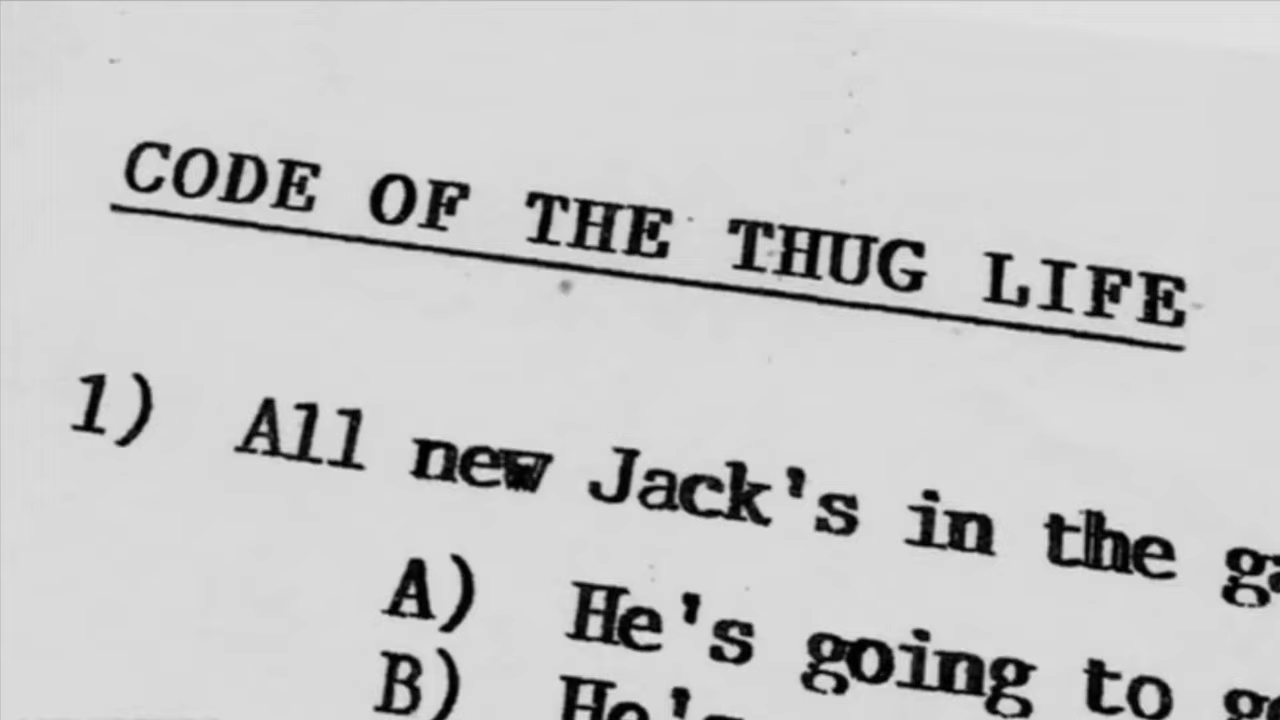 CODE OF THE THUG LIFE
1) All new Jack's in the
A) He's going to
B)